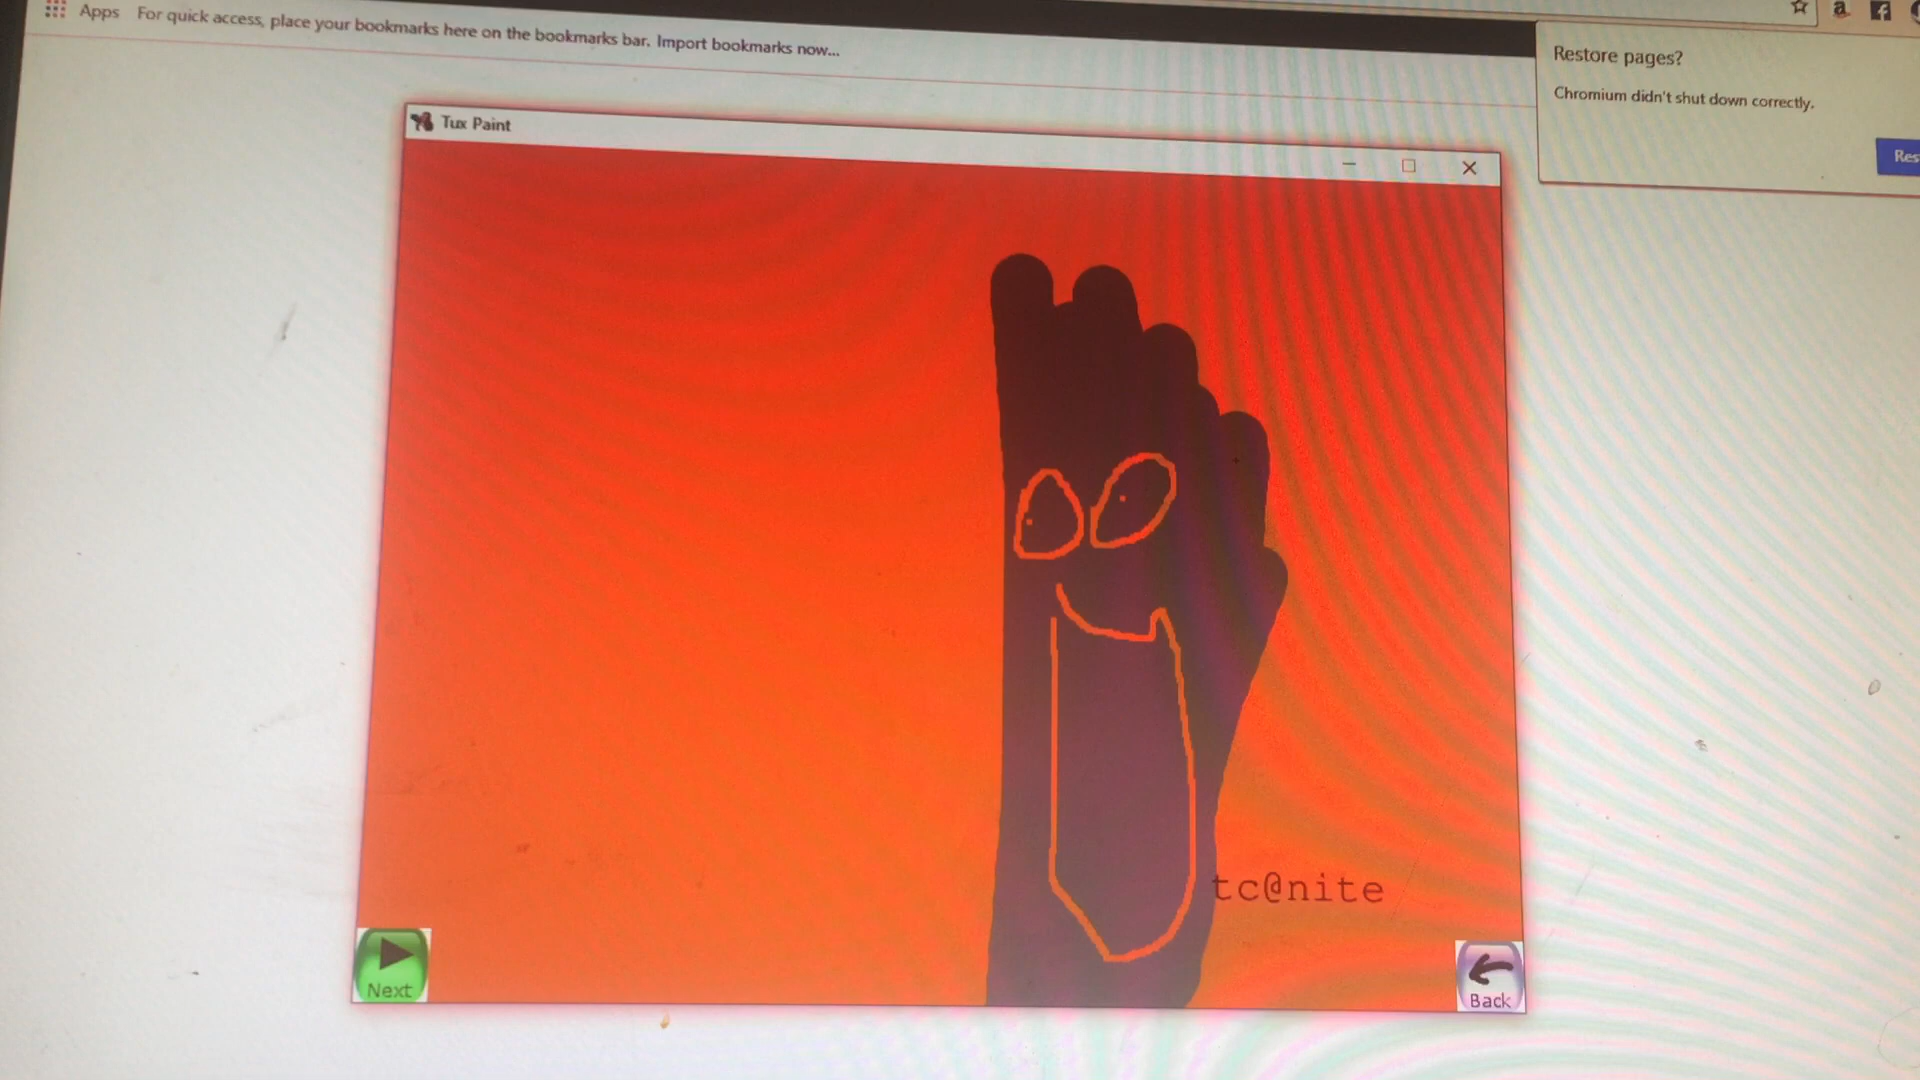 Apps For quick access, place your bookmarks here on the bookmarks bar. Import bookmarks now...
Restore pages?
Chromium didn't shut down correctly.
Tux Paint
tc@nite
Next
Back